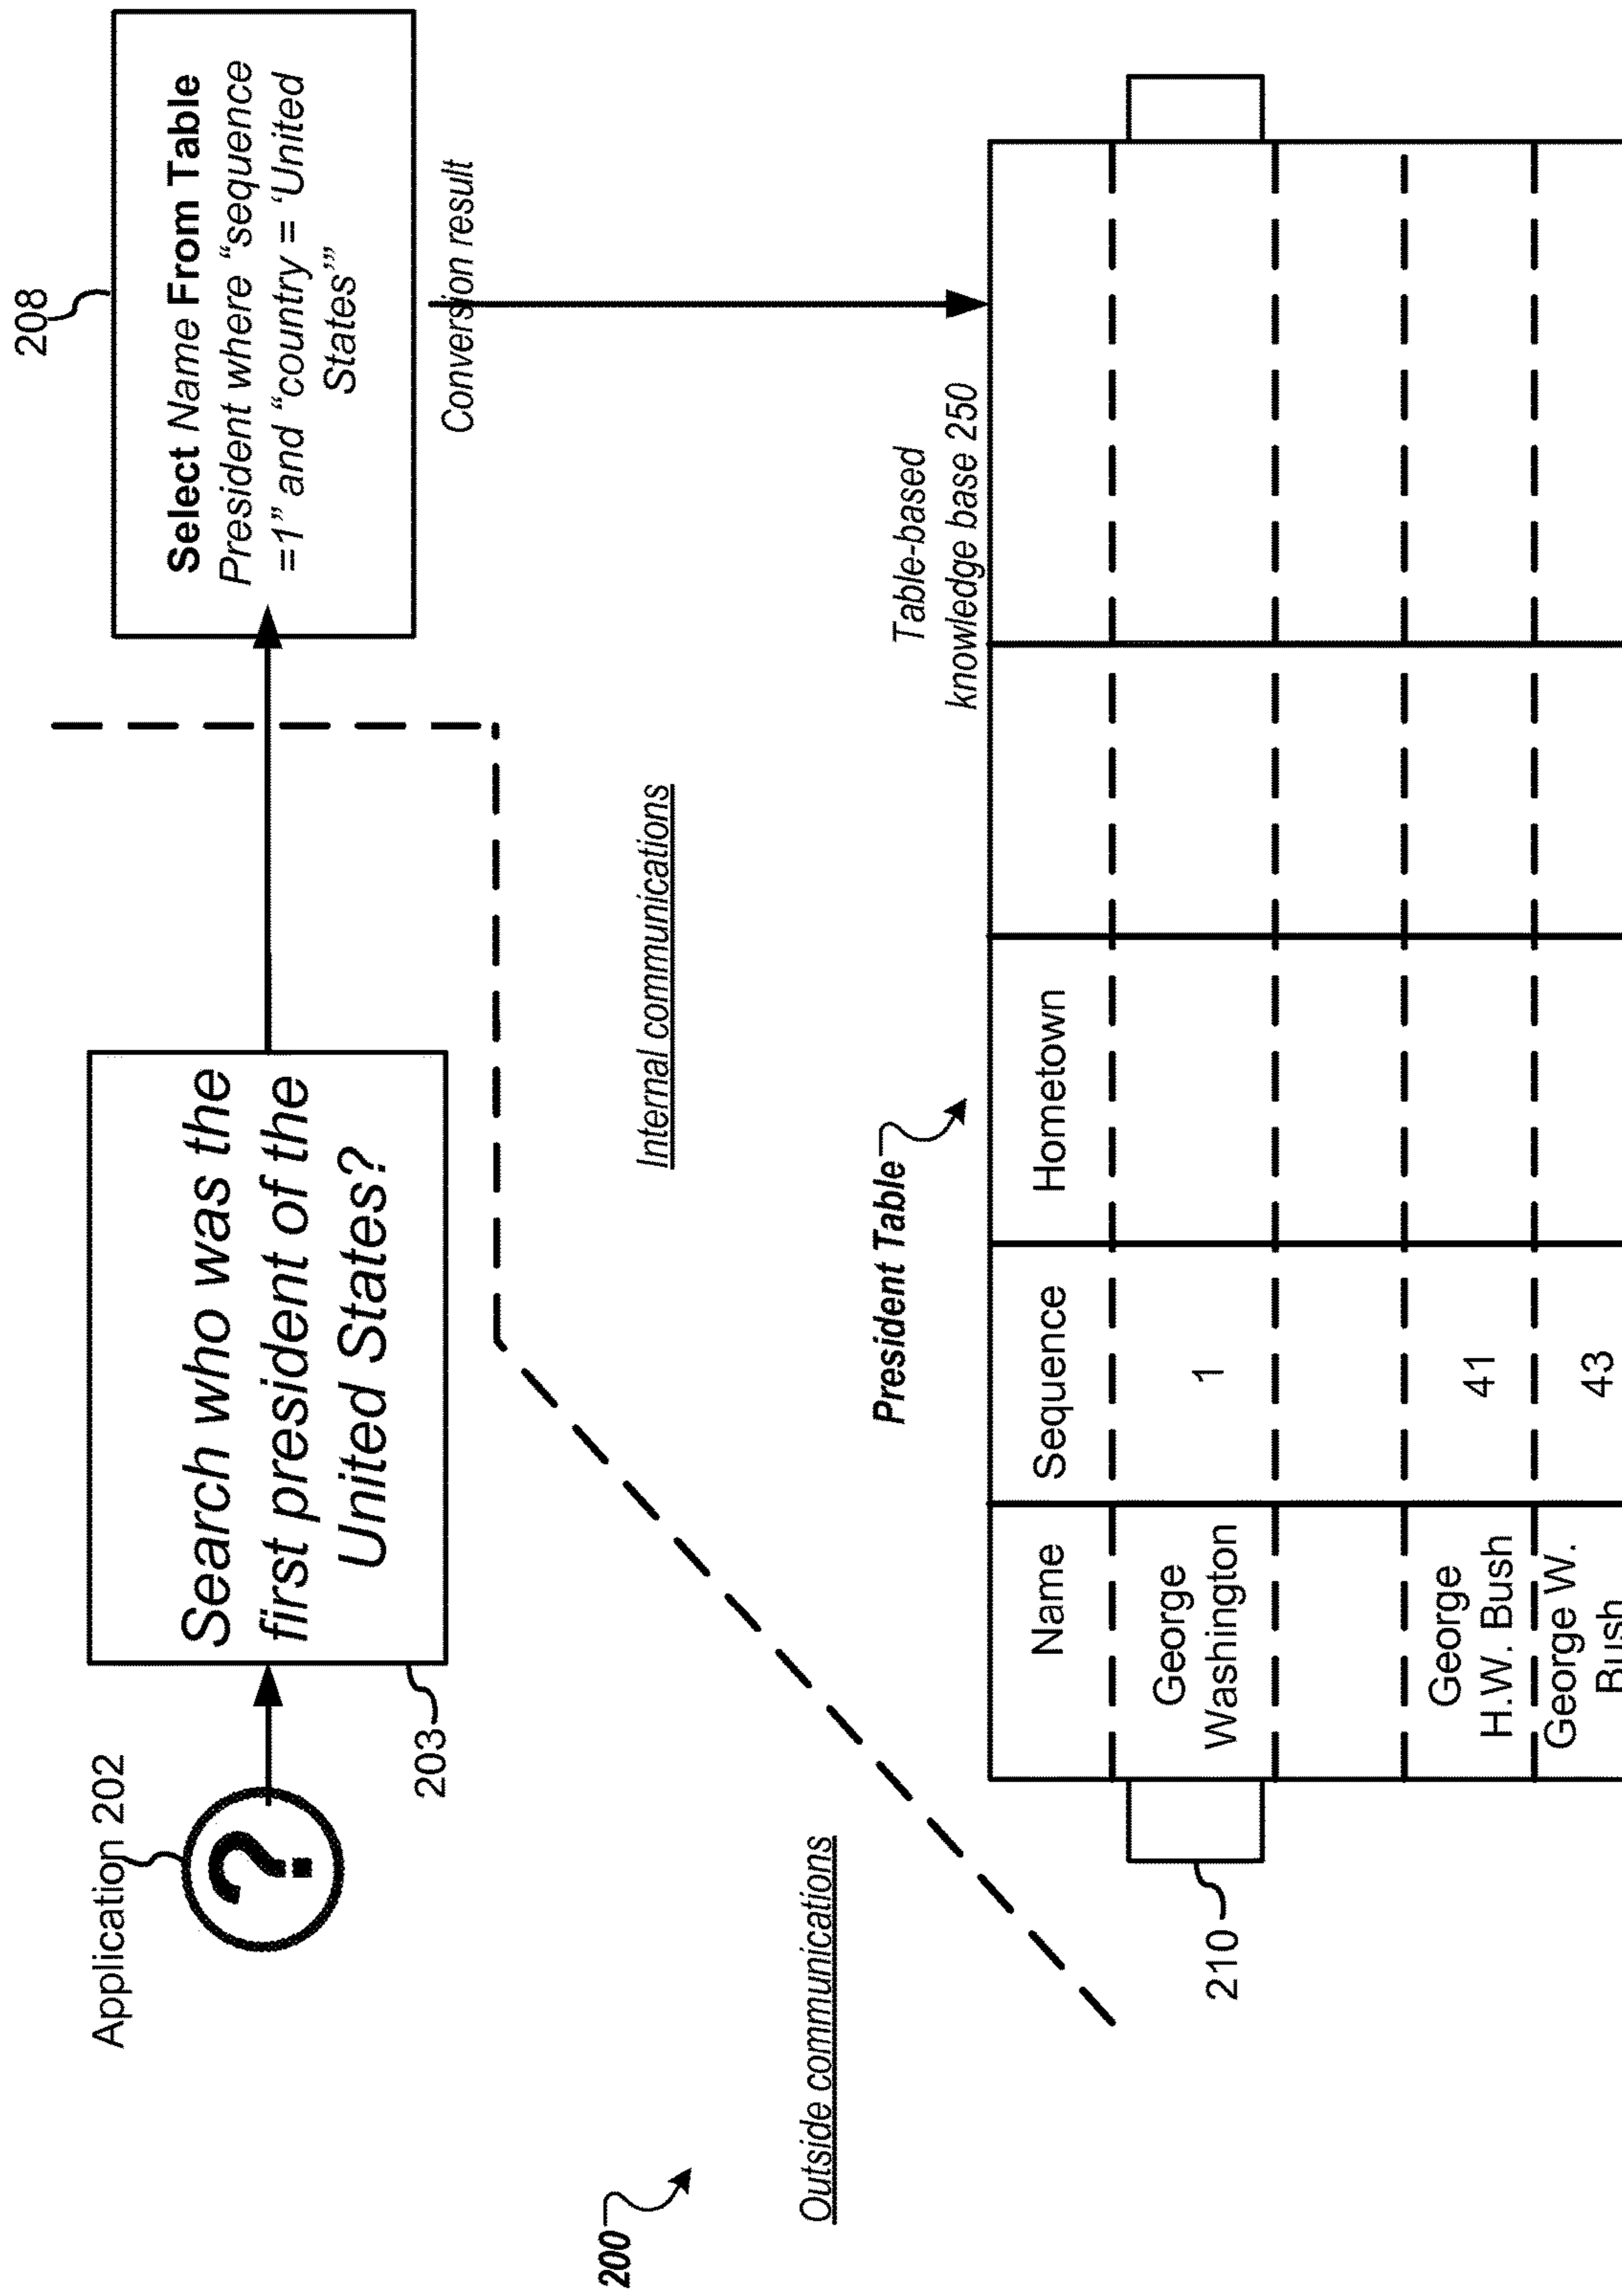 Application 202
?
203
Search who was the
first president of the
United States?
208
Select Name From Table
President where “sequence
=1” and “country = ‘United
States’”
Conversion result
Internal communications
Outside communications
200
Table-based
knowledge base 250
President Table
Name Sequence Hometown
George
Washington
1
210
George
H.W. Bush
41
George W.
Bush
43